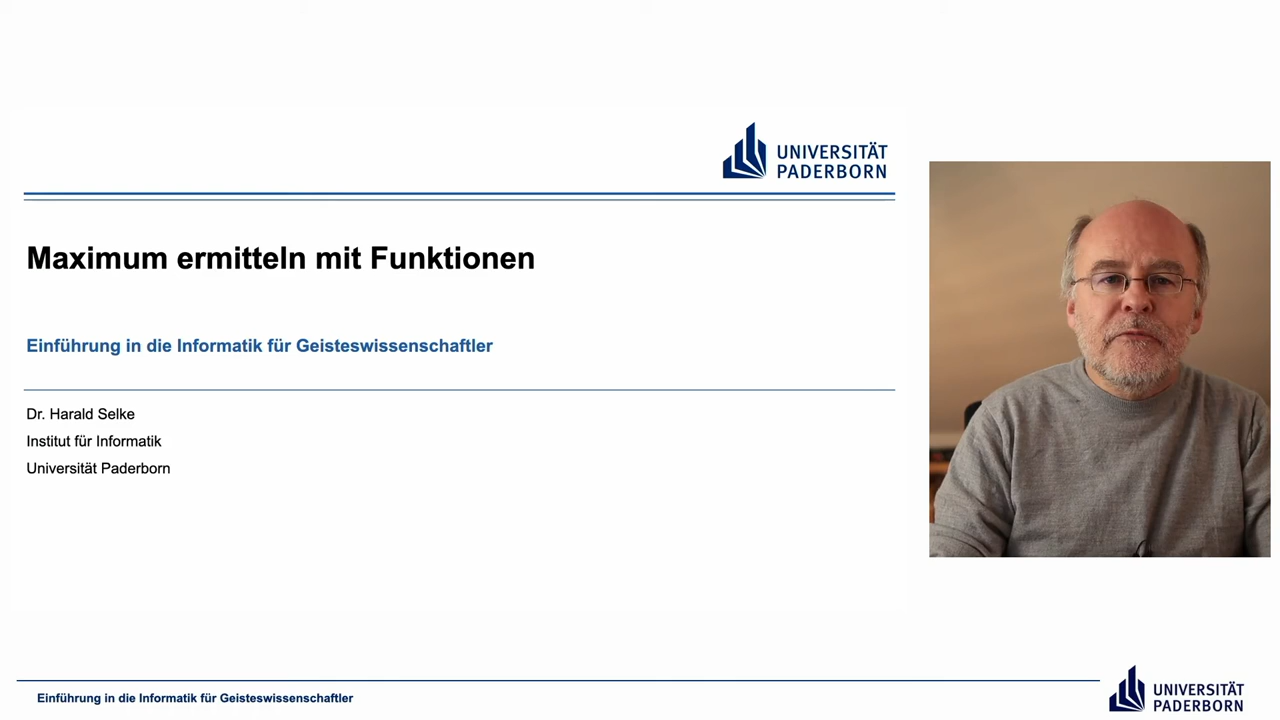 UNIVERSITÄT
PADERBORN
Maximum ermitteln mit Funktionen
Einführung in die Informatik für Geisteswissenschaftler
Dr. Harald Selke
Institut für Informatik
Universität Paderborn
Einführung in die Informatik für Geisteswissenschaftler
UNIVERSITÄT
PADERBORN